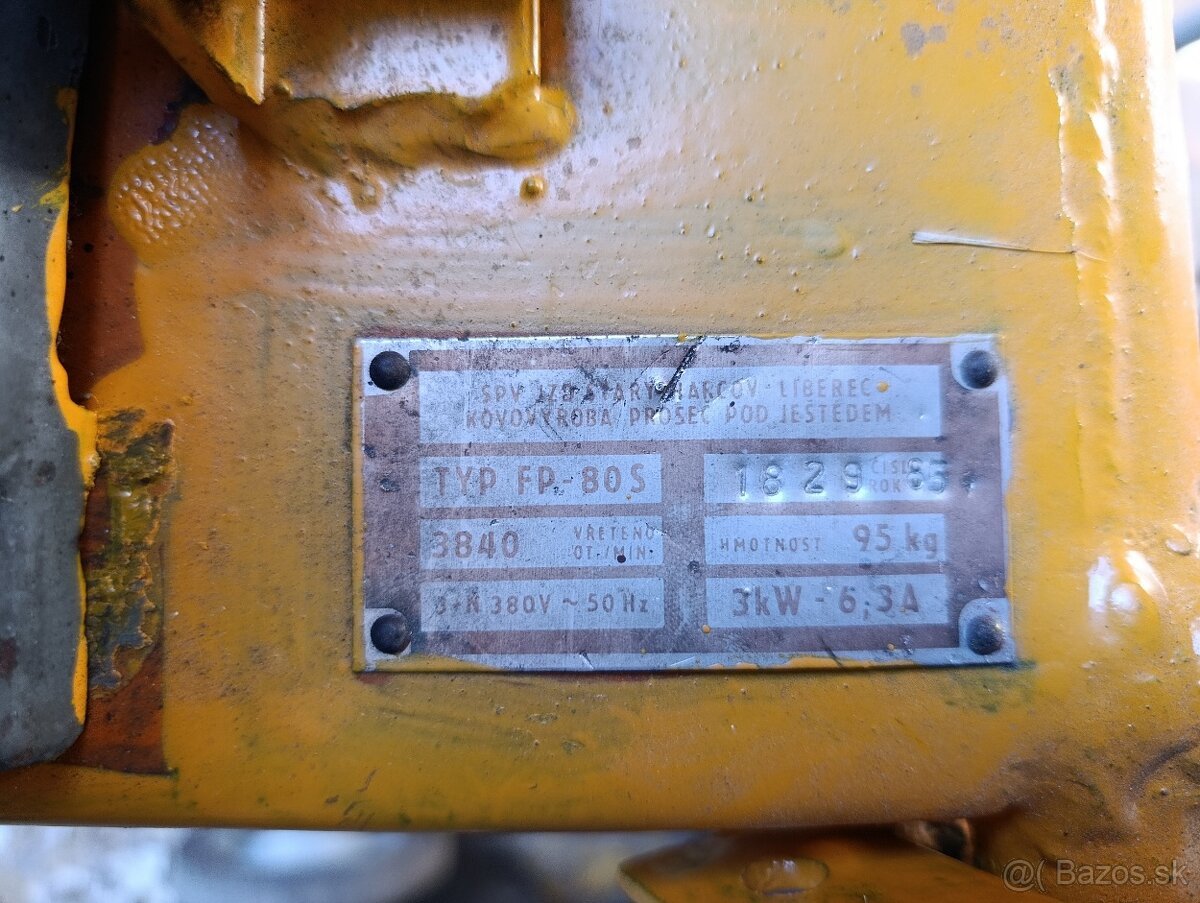 SPV JZD STARÝ HARCOV LIBEREC
KOVOVÝROBA PROSEČ POD JEŠTĚDEM
TYP FP-80S
1829 ČÍSLO ROK 85
3840 VŘETENO OT./MIN.
HMOTNOST 95 kg
3+N 380V ~ 50 Hz
3kW - 6,3A
@( Bazos.sk